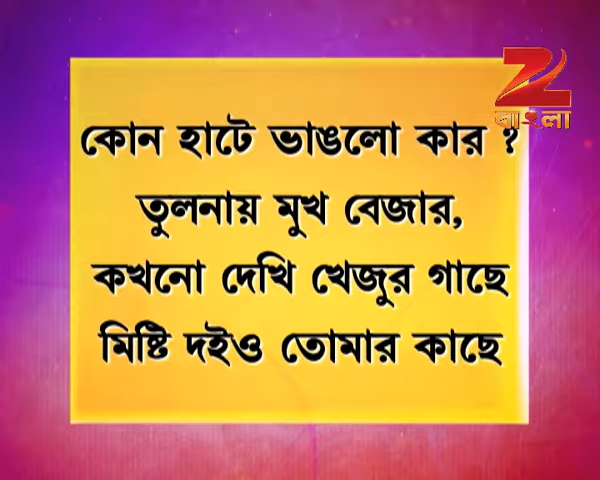 বাংলা
কোন হাটে ভাঙলো কার ?
তুলনায় মুখ বেজার,
কখনো দেখি খেজুর গাছে
মিষ্টি দইও তোমার কাছে